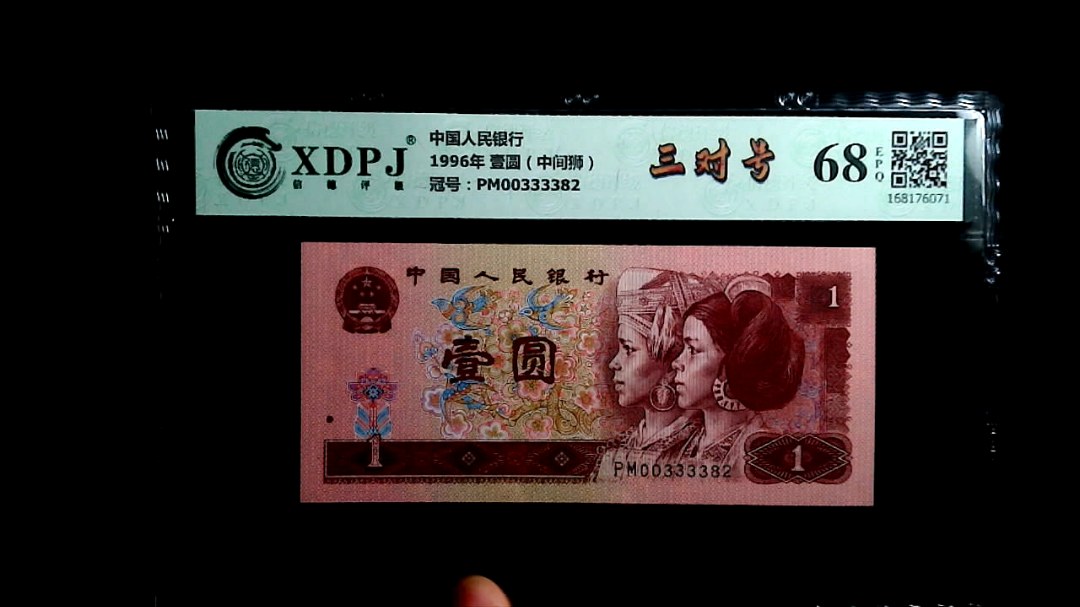 XDPJ®
信德评级
中国人民银行
1996年 壹圆（中间狮）
冠号：PM00333382
三对号
68
EPQ
168176071
中国人民银行
1
壹圆
1
PM00333382
1